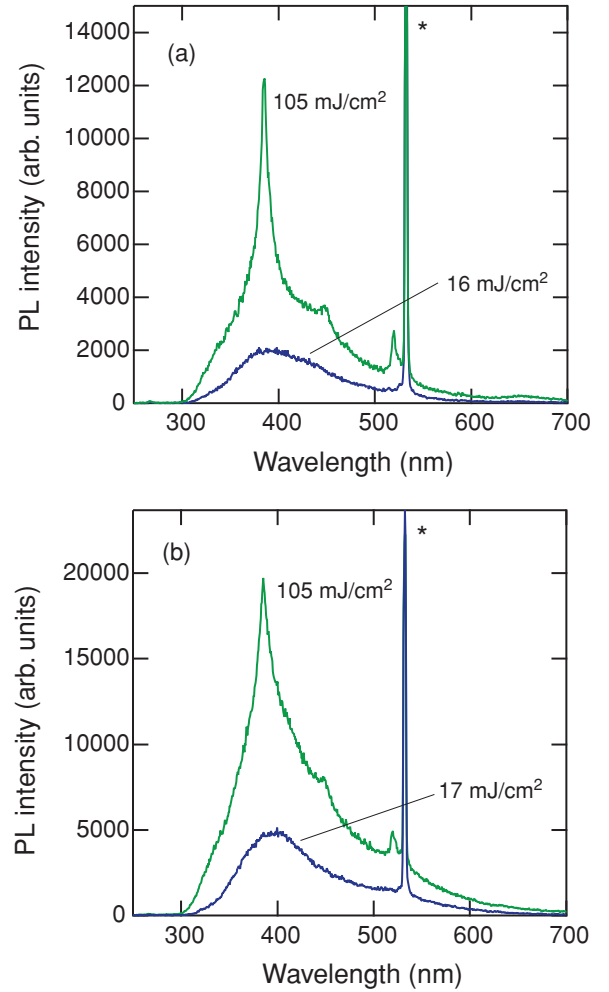 (a)
*
105 mJ/cm²
16 mJ/cm²
PL intensity (arb. units)
14000
12000
10000
8000
6000
4000
2000
0
300 400 500 600 700
Wavelength (nm)
(b)
*
105 mJ/cm²
17 mJ/cm²
PL intensity (arb. units)
20000
15000
10000
5000
0
300 400 500 600 700
Wavelength (nm)